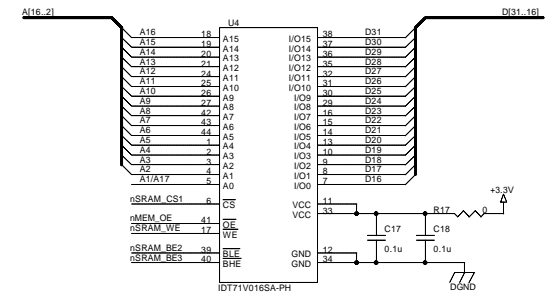 A[16..2] D[31..16]
U4
A16 18 A15 I/O15 38 D31
A15 19 A14 I/O14 37 D30
A14 20 A13 I/O13 36 D29
A13 21 A12 I/O12 35 D28
A12 24 A11 I/O11 32 D27
A11 25 A10 I/O10 31 D26
A10 26 A9 I/O9 30 D25
A9 27 A8 I/O8 29 D24
A8 42 A7 I/O7 16 D23
A7 43 A6 I/O6 15 D22
A6 44 A5 I/O5 14 D21
A5 1 A4 I/O4 13 D20
A4 2 A3 I/O3 10 D19
A3 3 A2 I/O2 9 D18
A2 4 A1 I/O1 8 D17
A1/A17 5 A0 I/O0 7 D16
+3.3V
nSRAM_CS1 6 CS VCC 11
VCC 33 R17 0
nMEM_OE 41 OE
nSRAM_WE 17 WE
C17 C18
0.1u 0.1u
nSRAM_BE2 39 BLE GND 12
nSRAM_BE3 40 BHE GND 34
DGND
IDT71V016SA-PH